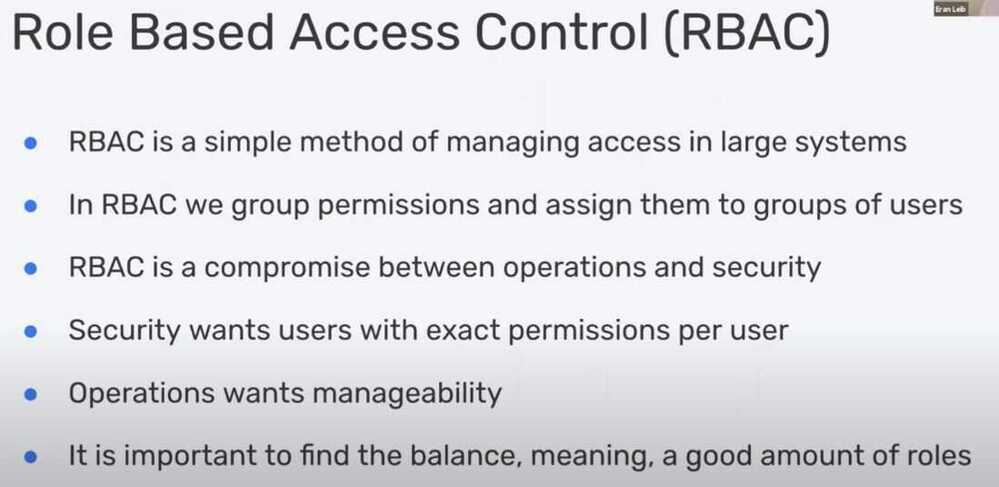 Eran Leib
Role Based Access Control (RBAC)
● RBAC is a simple method of managing access in large systems
● In RBAC we group permissions and assign them to groups of users
● RBAC is a compromise between operations and security
● Security wants users with exact permissions per user
● Operations wants manageability
● It is important to find the balance, meaning, a good amount of roles